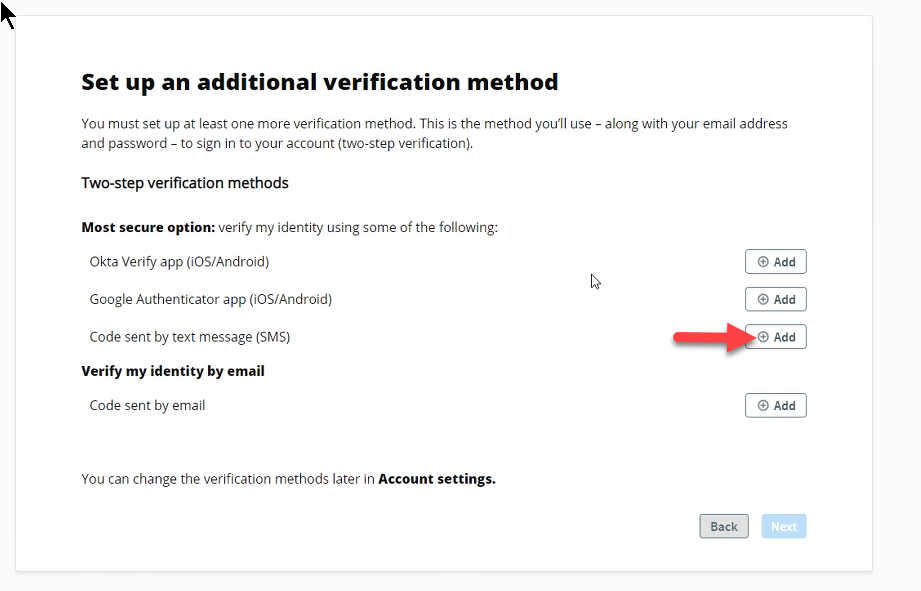 Set up an additional verification method
You must set up at least one more verification method. This is the method you’ll use – along with your email address
and password – to sign in to your account (two-step verification).
Two-step verification methods
Most secure option: verify my identity using some of the following:
Okta Verify app (iOS/Android)
Add
Google Authenticator app (iOS/Android)
Add
Code sent by text message (SMS)
Add
Verify my identity by email
Code sent by email
Add
You can change the verification methods later in Account settings.
Back
Next